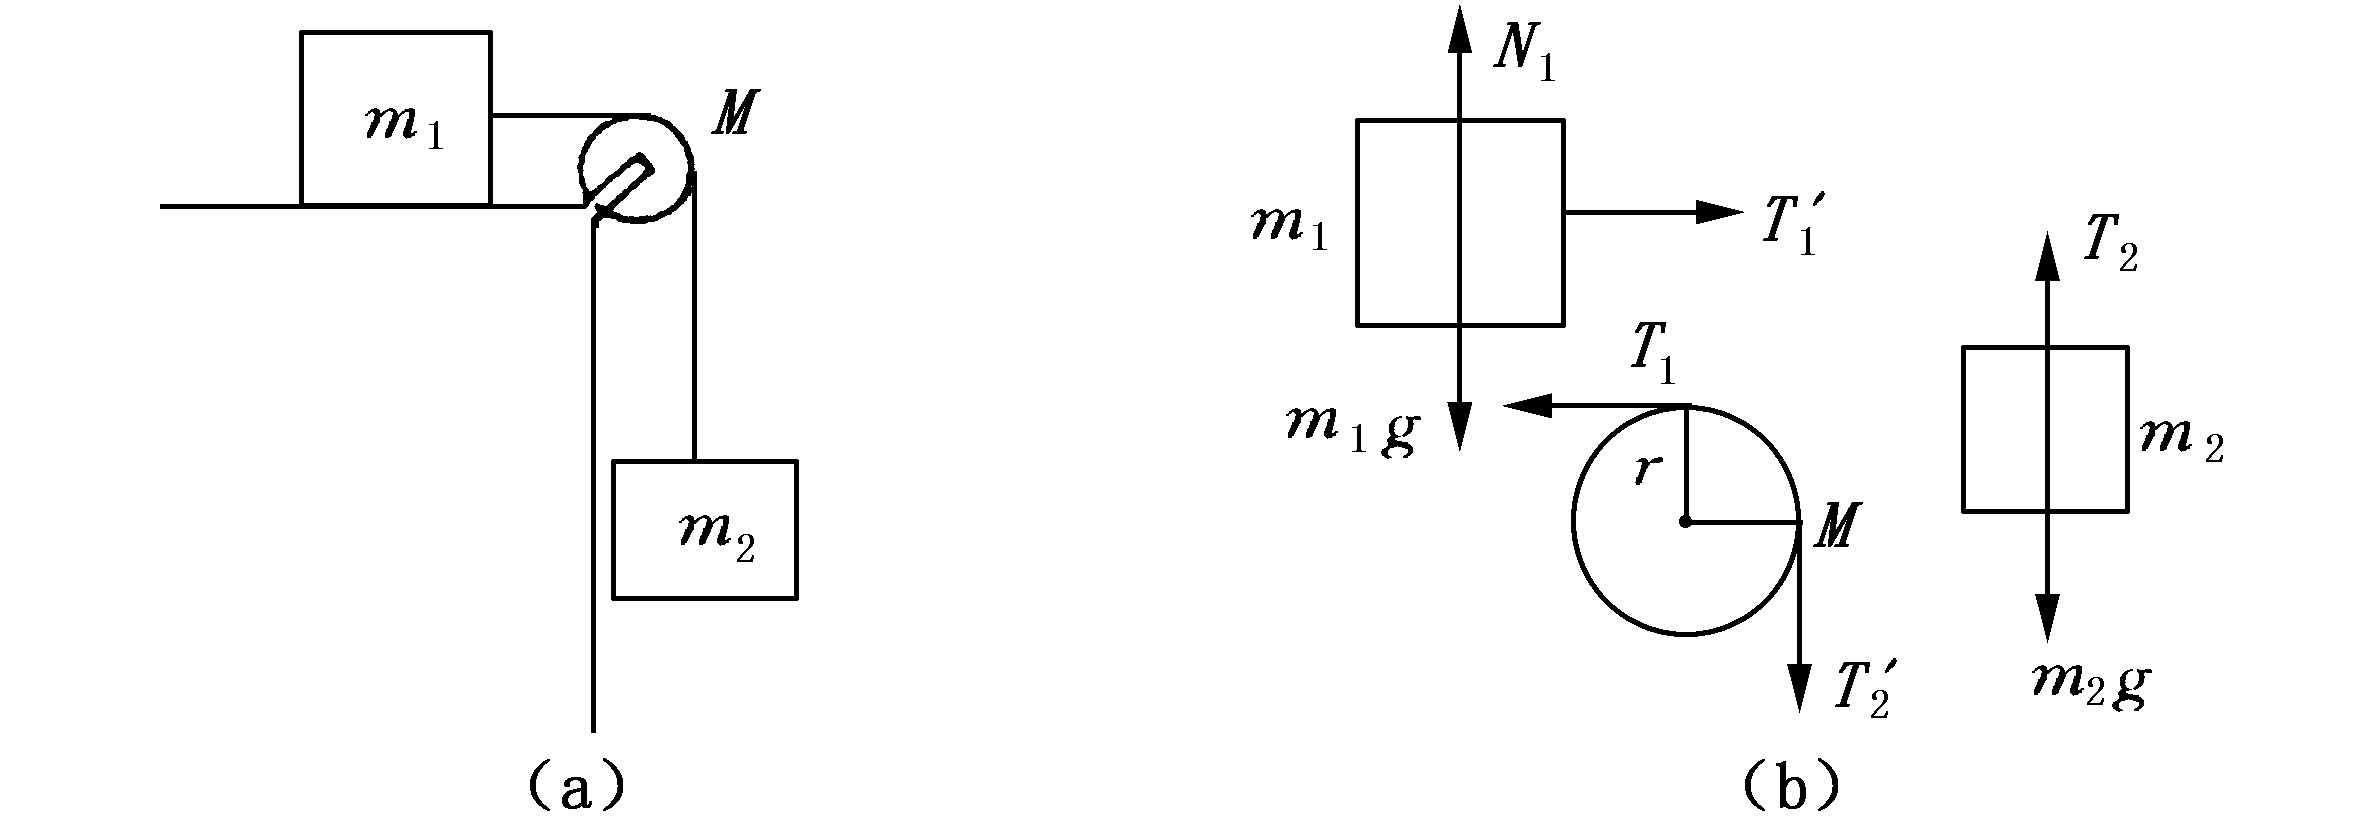 m₁
M
m₂
(a)
N₁
m₁
T₁′
T₂
T₁
m₁g
r
m₂
M
T₂′
m₂g
(b)